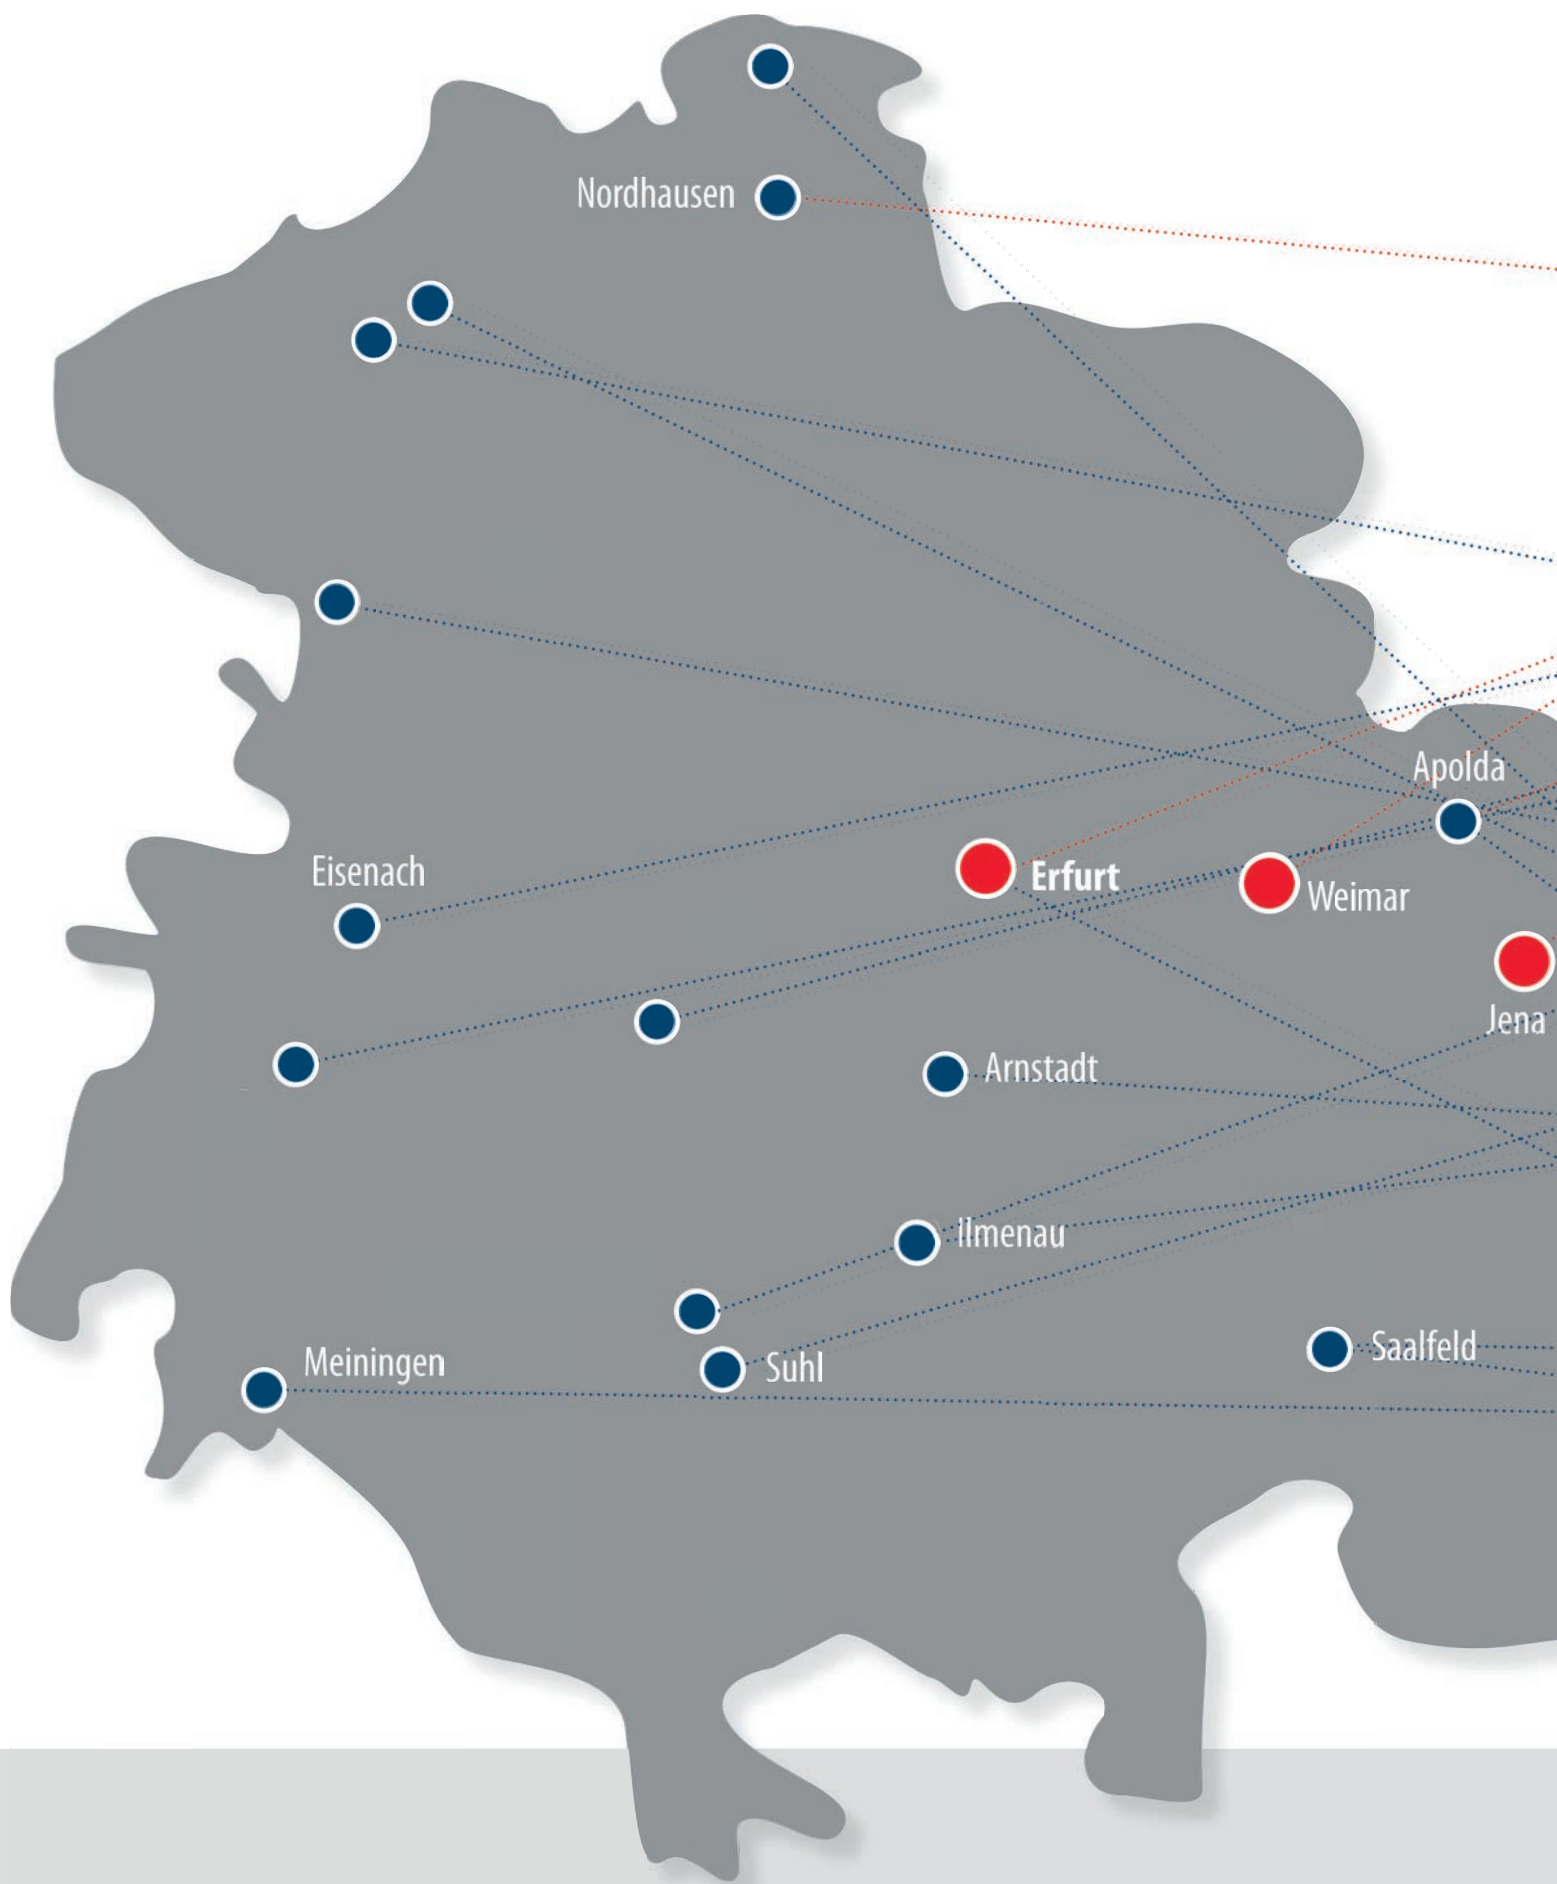 Nordhausen
Apolda
Eisenach
Erfurt
Weimar
Jena
Arnstadt
Ilmenau
Saalfeld
Meiningen
Suhl